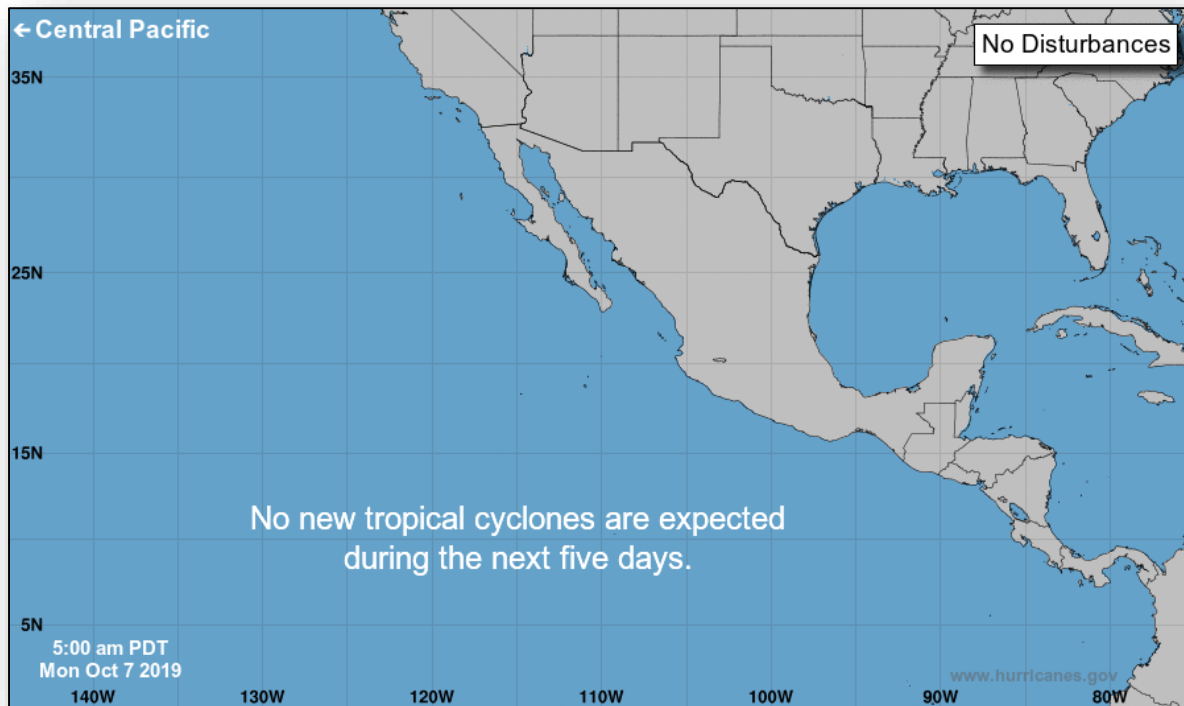 ← Central Pacific
No Disturbances
35N
25N
15N
No new tropical cyclones are expected
during the next five days.
5N
5:00 am PDT
Mon Oct 7 2019
www.hurricanes.gov
140W 130W 120W 110W 100W 90W 80W